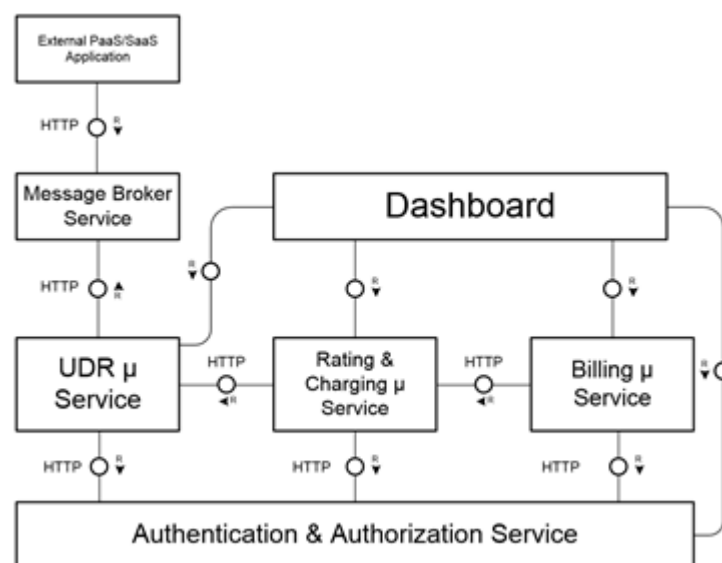 External PaaS/SaaS
Application
HTTP
R
Message Broker
Service
Dashboard
HTTP
R
R
R
R
UDR μ
Service
HTTP
R
Rating &
Charging μ
Service
HTTP
R
Billing μ
Service
R
HTTP
R
HTTP
R
HTTP
R
Authentication & Authorization Service